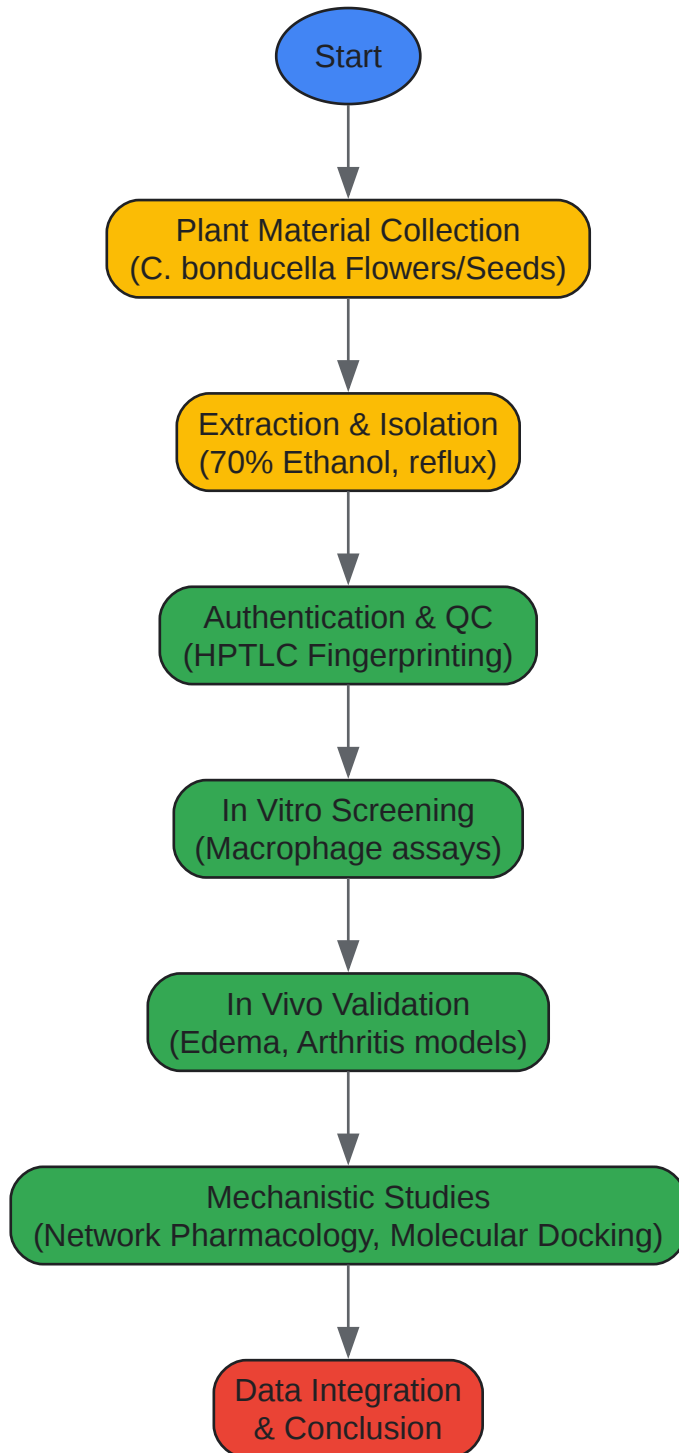 Start
Plant Material Collection
(C. bonducella Flowers/Seeds)
Extraction & Isolation
(70% Ethanol, reflux)
Authentication & QC
(HPTLC Fingerprinting)
In Vitro Screening
(Macrophage assays)
In Vivo Validation
(Edema, Arthritis models)
Mechanistic Studies
(Network Pharmacology, Molecular Docking)
Data Integration
& Conclusion